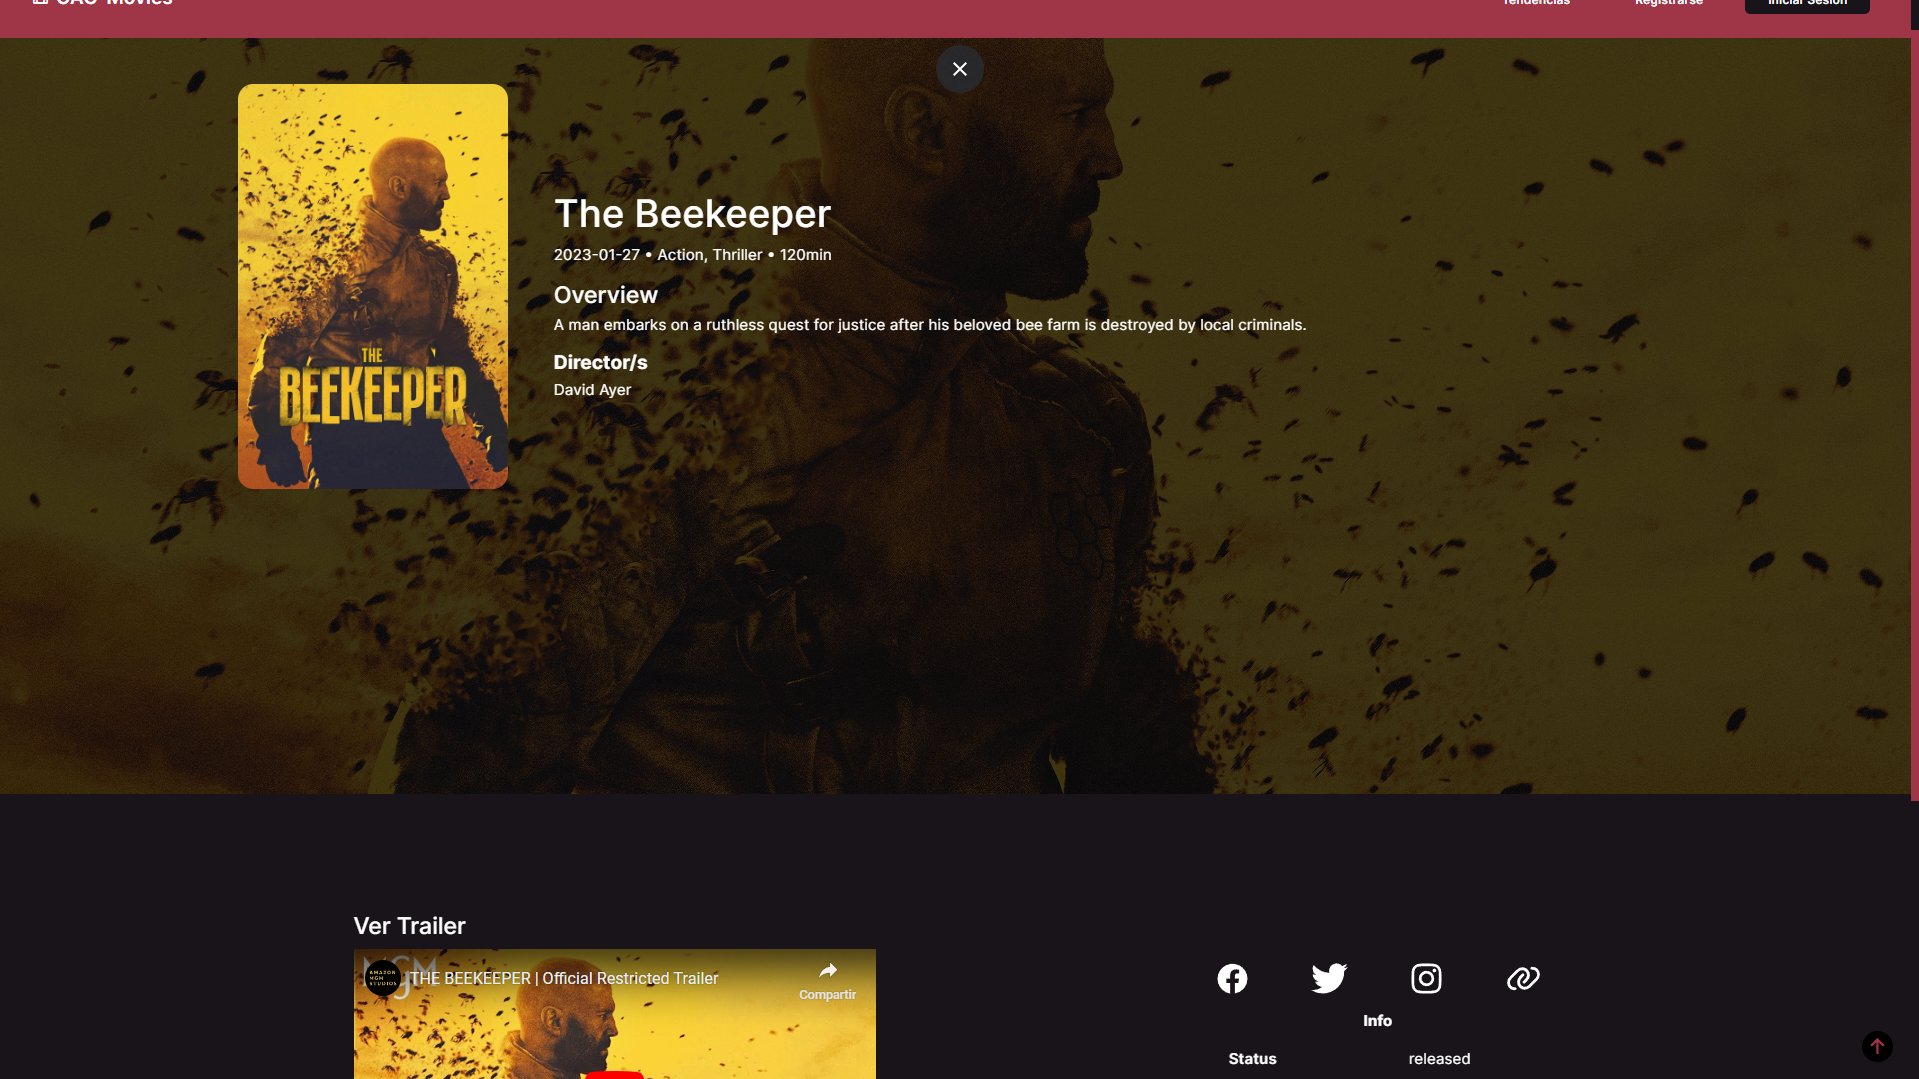 CAC-Movies
Tendencias
Registrarse
Iniciar Sesión
The Beekeeper
2023-01-27 • Action, Thriller • 120min
Overview
A man embarks on a ruthless quest for justice after his beloved bee farm is destroyed by local criminals.
Director/s
David Ayer
THE
BEEKEEPER
Ver Trailer
AMAZON
MGM
STUDIOS
MGM
THE BEEKEEPER | Official Restricted Trailer
Compartir
Info
Status
released